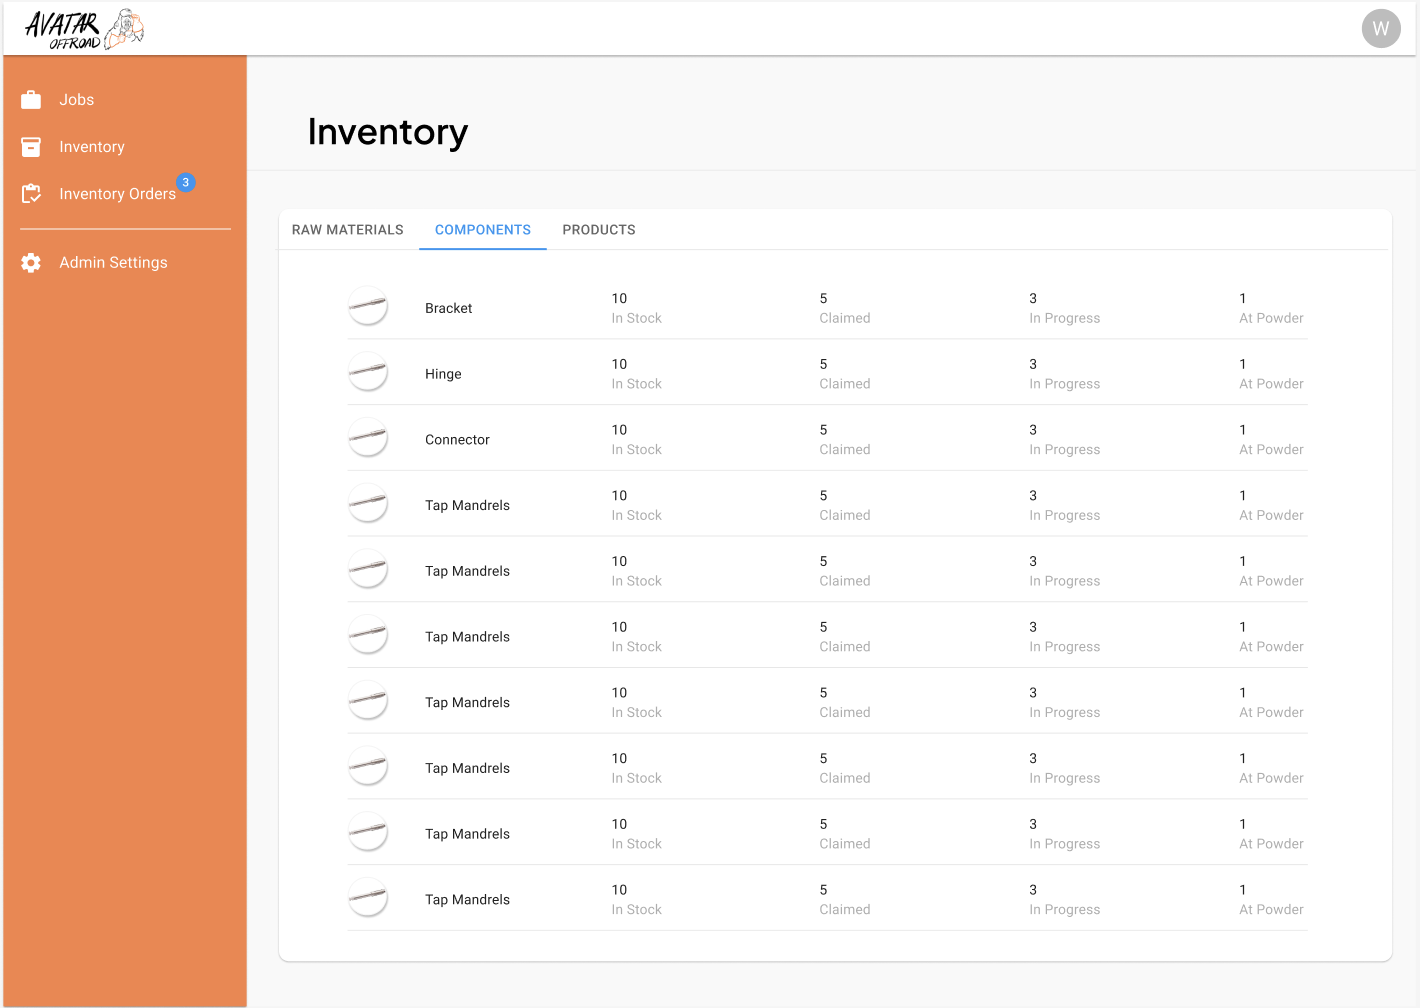 AVATAR
OFFROAD
W
Jobs
Inventory
Inventory Orders
3
Admin Settings
Inventory
RAW MATERIALS
COMPONENTS
PRODUCTS
Bracket
10
In Stock
5
Claimed
3
In Progress
1
At Powder
Hinge
10
In Stock
5
Claimed
3
In Progress
1
At Powder
Connector
10
In Stock
5
Claimed
3
In Progress
1
At Powder
Tap Mandrels
10
In Stock
5
Claimed
3
In Progress
1
At Powder
Tap Mandrels
10
In Stock
5
Claimed
3
In Progress
1
At Powder
Tap Mandrels
10
In Stock
5
Claimed
3
In Progress
1
At Powder
Tap Mandrels
10
In Stock
5
Claimed
3
In Progress
1
At Powder
Tap Mandrels
10
In Stock
5
Claimed
3
In Progress
1
At Powder
Tap Mandrels
10
In Stock
5
Claimed
3
In Progress
1
At Powder
Tap Mandrels
10
In Stock
5
Claimed
3
In Progress
1
At Powder